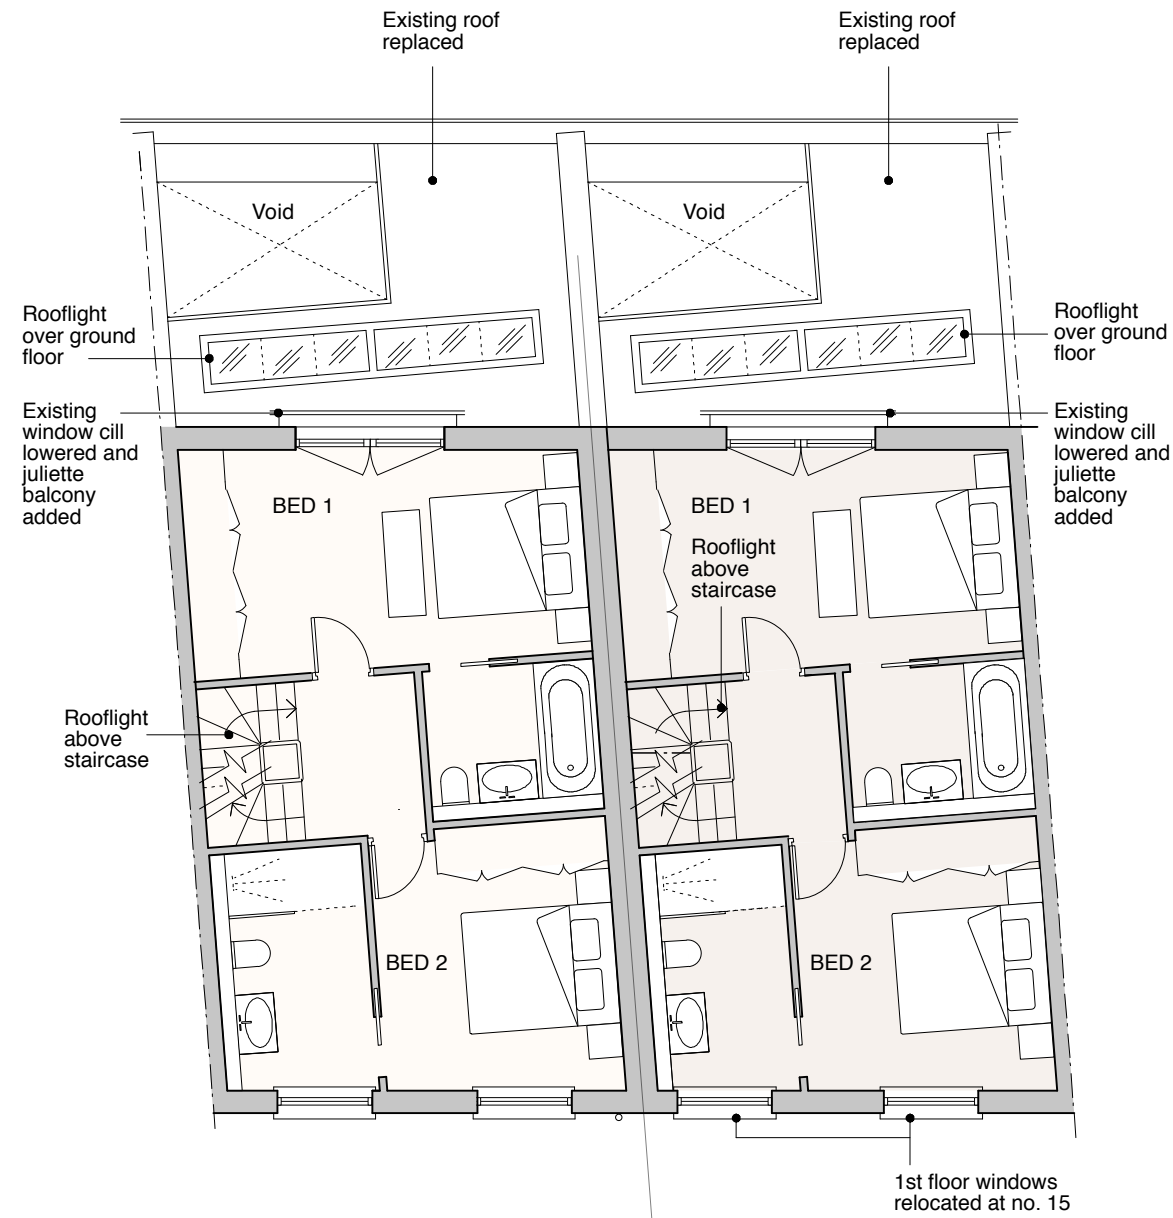 Existing roof
replaced
Existing roof
replaced
Void
Void
Rooflight
over ground
floor
Rooflight
over ground
floor
Existing
window cill
lowered and
juliette
balcony
added
Existing
window cill
lowered and
juliette
balcony
added
BED 1
BED 1
Rooflight
above
staircase
Rooflight
above
staircase
BED 2
BED 2
1st floor windows
relocated at no. 15